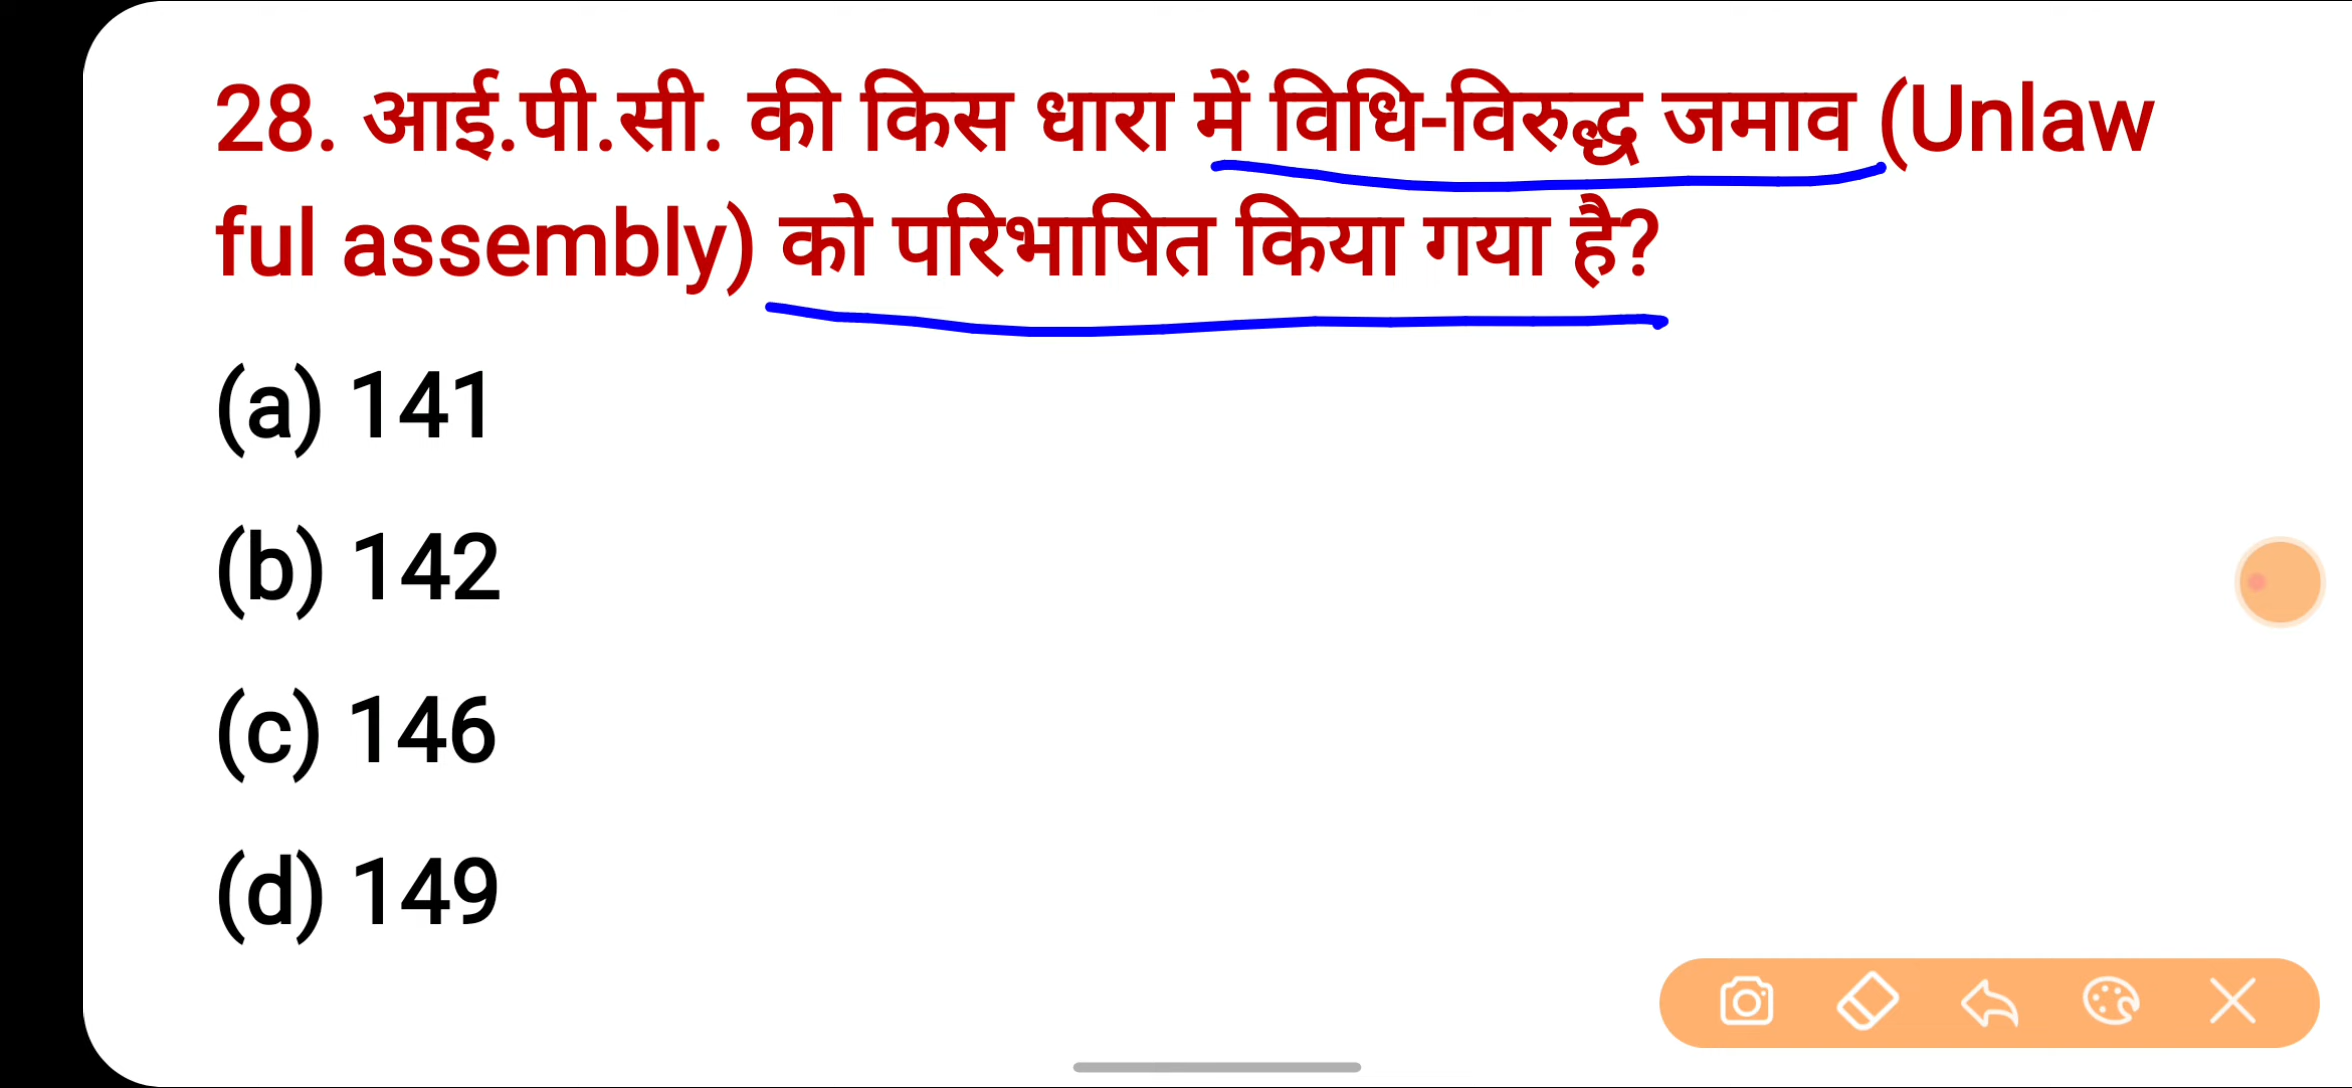 28. आई.पी.सी. की किस धारा में विधि-विरुद्ध जमाव (Unlaw
ful assembly) को परिभाषित किया गया है?
(a) 141
(b) 142
(c) 146
(d) 149